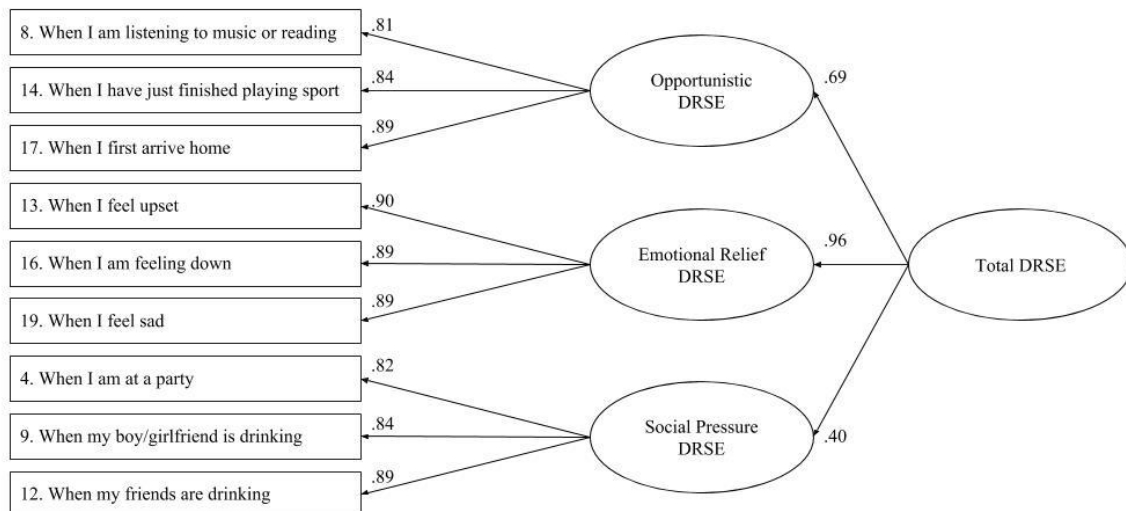 8. When I am listening to music or reading
.81
14. When I have just finished playing sport
.84
17. When I first arrive home
.89
Opportunistic
DRSE
.69
13. When I feel upset
.90
16. When I am feeling down
.89
19. When I feel sad
.89
Emotional Relief
DRSE
.96
Total DRSE
4. When I am at a party
.82
9. When my boy/girlfriend is drinking
.84
12. When my friends are drinking
.89
Social Pressure
DRSE
.40